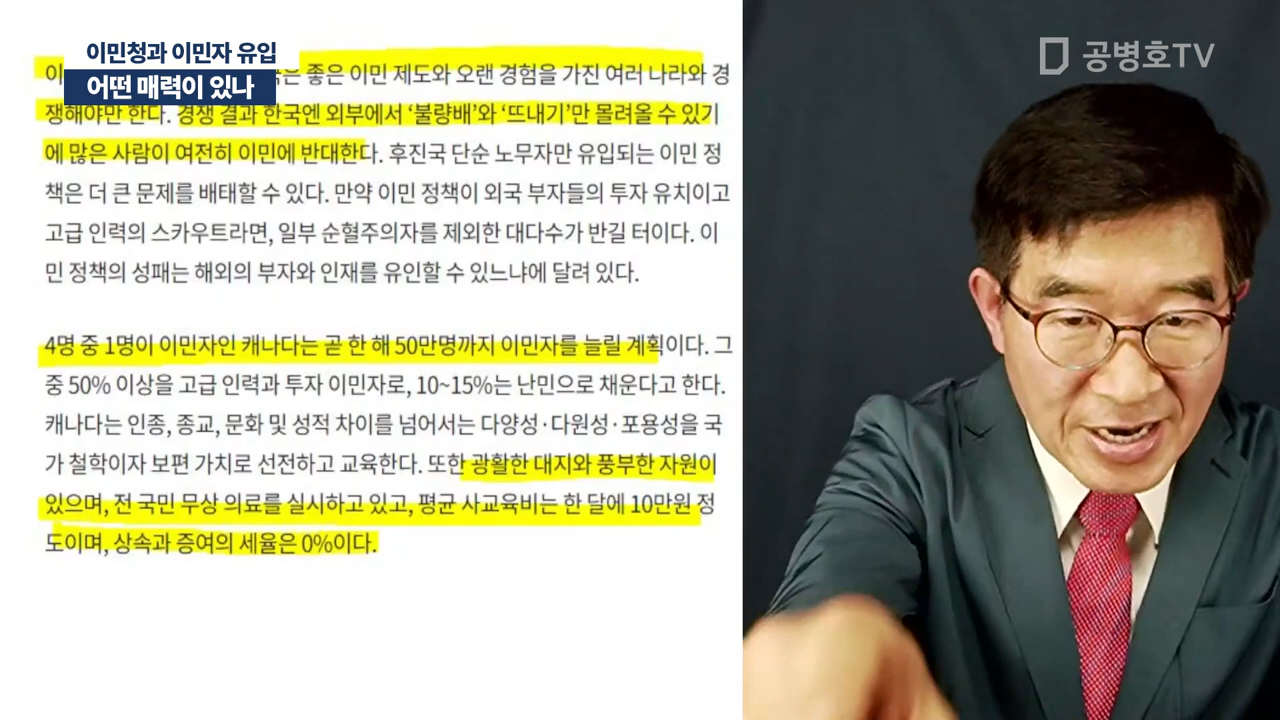 이민청과 이민자 유입
어떤 매력이 있나
공병호TV
이 좋은 이민 제도와 오랜 경험을 가진 여러 나라와 경
쟁해야만 한다. 경쟁 결과 한국엔 외부에서 ‘불량배’와 ‘뜨내기’만 몰려올 수 있기
에 많은 사람이 여전히 이민에 반대한다. 후진국 단순 노무자만 유입되는 이민 정
책은 더 큰 문제를 배태할 수 있다. 만약 이민 정책이 외국 부자들의 투자 유치이고
고급 인력의 스카우트라면, 일부 순혈주의자를 제외한 대다수가 반길 터이다. 이
민 정책의 성패는 해외의 부자와 인재를 유인할 수 있느냐에 달려 있다.
4명 중 1명이 이민자인 캐나다는 곧 한 해 50만명까지 이민자를 늘릴 계획이다. 그
중 50% 이상을 고급 인력과 투자 이민자로, 10~15%는 난민으로 채운다고 한다.
캐나다는 인종, 종교, 문화 및 성적 차이를 넘어서는 다양성·다원성·포용성을 국
가 철학이자 보편 가치로 선전하고 교육한다. 또한 광활한 대지와 풍부한 자원이
있으며, 전 국민 무상 의료를 실시하고 있고, 평균 사교육비는 한 달에 10만원 정
도이며, 상속과 증여의 세율은 0%이다.